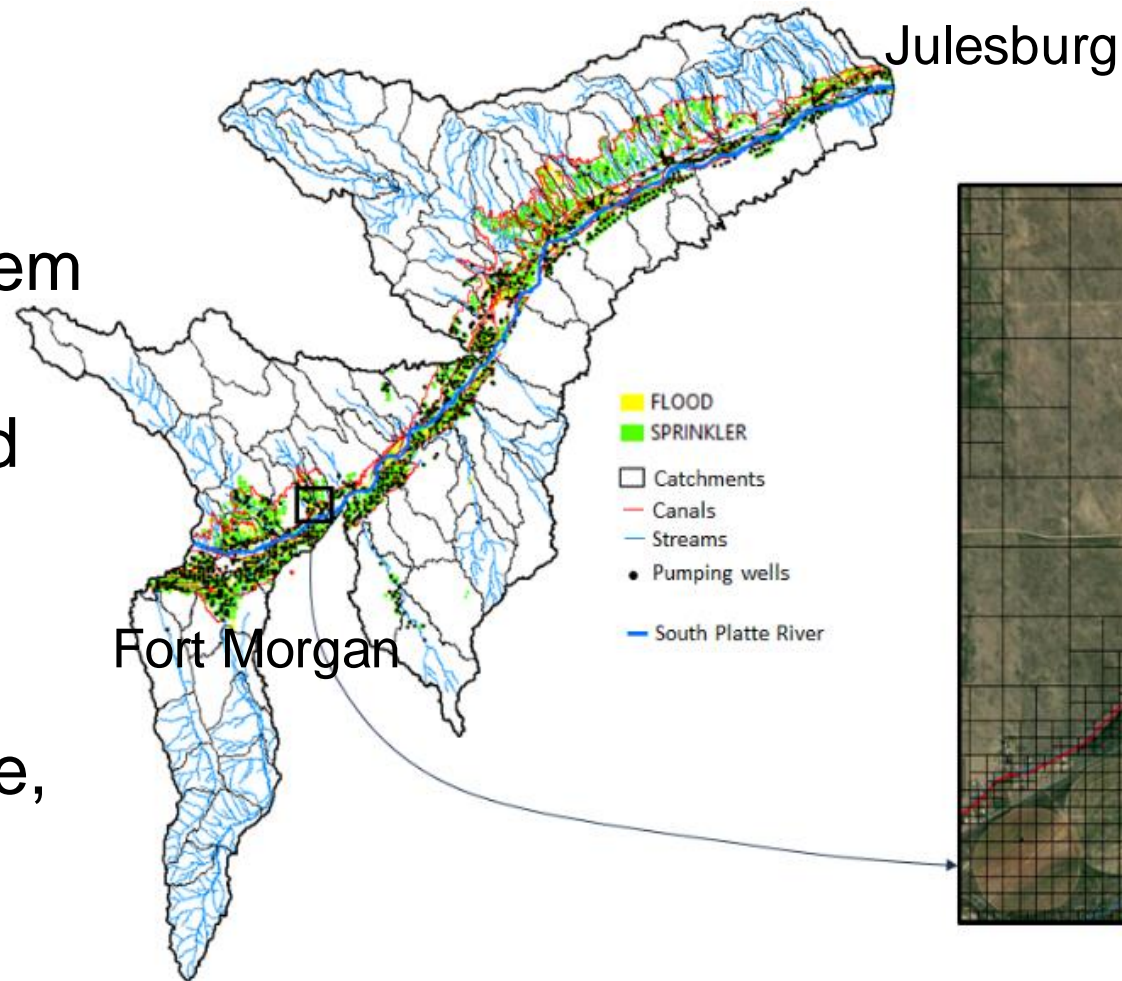 Julesburg
em
d
e,
FLOOD
SPRINKLER
Catchments
Canals
Streams
Pumping wells
South Platte River
Fort Morgan